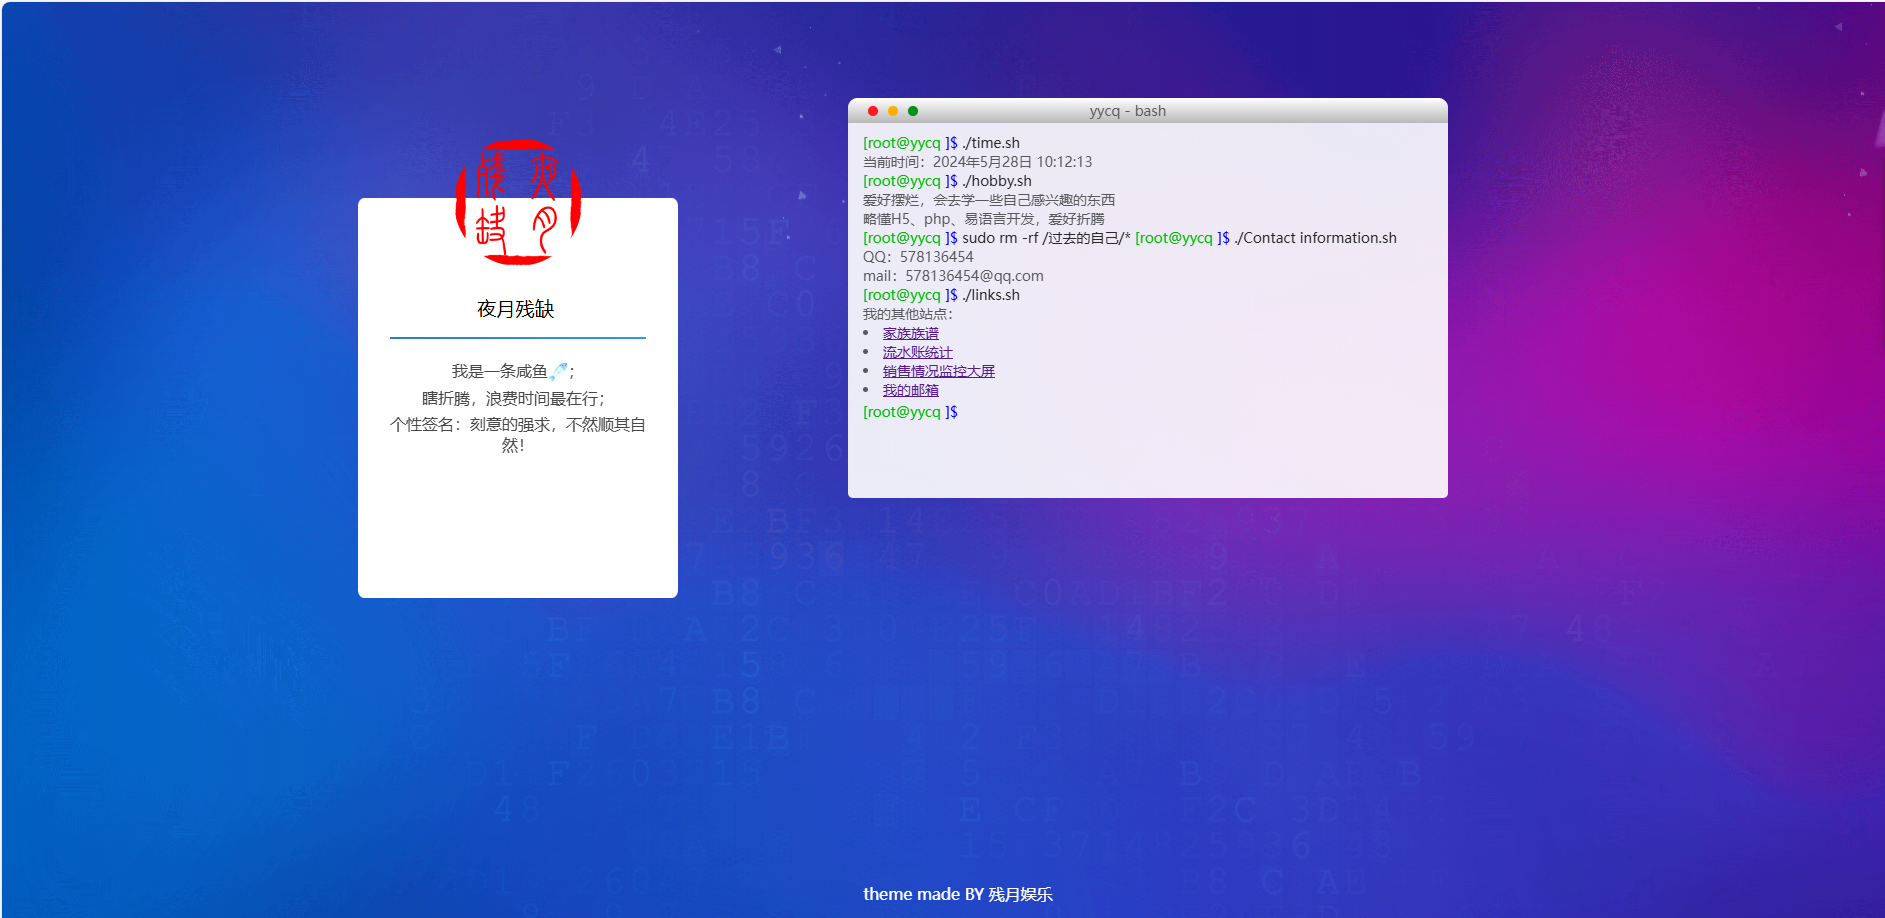 残 夜
缺 月
夜月残缺
我是一条咸鱼🐟；
瞎折腾，浪费时间最在行；
个性签名：刻意的强求，不然顺其自
然！
yycq - bash
[root@yycq ]$ ./time.sh
当前时间：2024年5月28日 10:12:13
[root@yycq ]$ ./hobby.sh
爱好摆烂，会去学一些自己感兴趣的东西
略懂H5、php、易语言开发，爱好折腾
[root@yycq ]$ sudo rm -rf /过去的自己/* [root@yycq ]$ ./Contact information.sh
QQ：578136454
mail：578136454@qq.com
[root@yycq ]$ ./links.sh
我的其他站点：
• 家族族谱
• 流水账统计
• 销售情况监控大屏
• 我的邮箱
[root@yycq ]$
theme made BY 残月娱乐